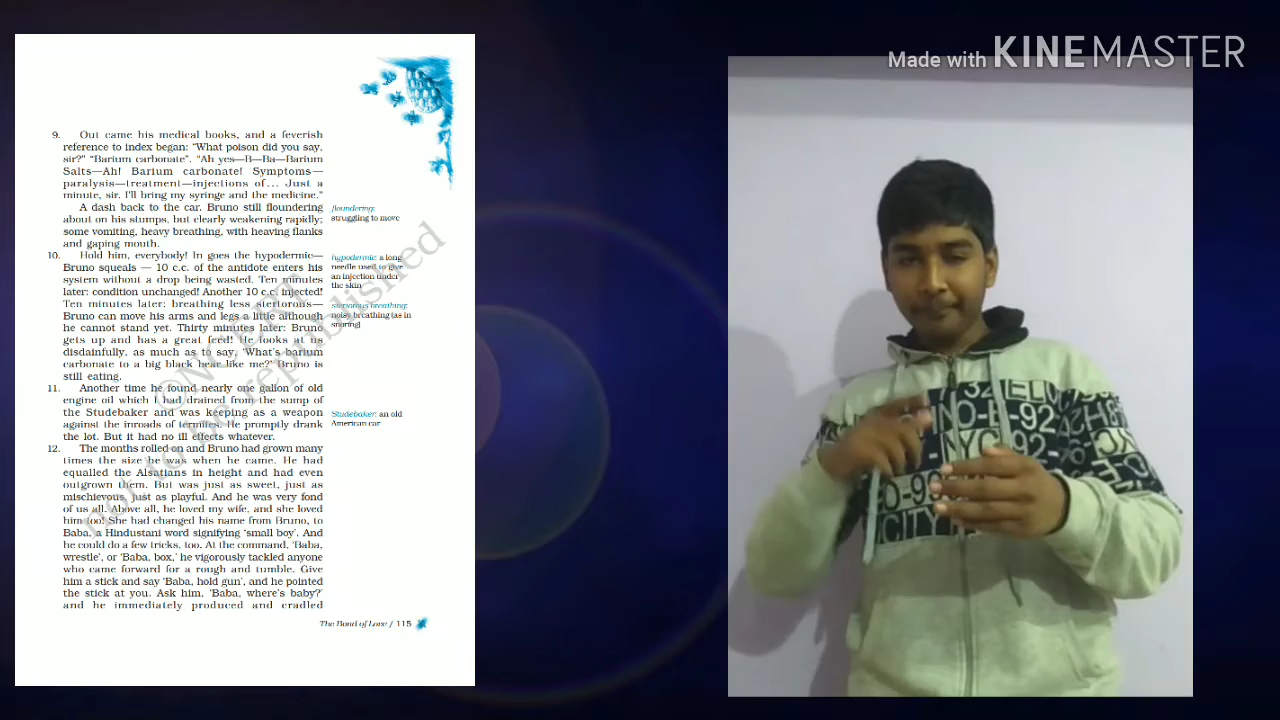 Made with KINEMASTER
9. Out came his medical books, and a feverish
reference to index began: "What poison did you say,
sir?" "Barium carbonate". "Ah yes—B—Ba—Barium
Salts—Ah! Barium carbonate! Symptoms—
paralysis—treatment—injections of... Just a
minute, sir. I'll bring my syringe and the medicine."
A dash back to the car. Bruno still floundering
about on his stumps, but clearly weakening rapidly;
some vomiting, heavy breathing, with heaving flanks
and gaping mouth.
floundering:
struggling to move
10. Hold him, everybody! In goes the hypodermic—
Bruno squeals — 10 c.c. of the antidote enters his
system without a drop being wasted. Ten minutes
later: condition unchanged! Another 10 c.c. injected!
Ten minutes later: breathing less stertorous—
Bruno can move his arms and legs a little although
he cannot stand yet. Thirty minutes later: Bruno
gets up and has a great feed! He looks at us
disdainfully, as much as to say, 'What's barium
carbonate to a big black bear like me?' Bruno is
still eating.
hypodermic: a long
needle used to give
an injection under
the skin
stertorous breathing:
noisy breathing (as in
snoring)
11. Another time he found nearly one gallon of old
engine oil which I had drained from the sump of
the Studebaker and was keeping as a weapon
against the inroads of termites. He promptly drank
the lot. But it had no ill effects whatever.
Studebaker: an old
American car
12. The months rolled on and Bruno had grown many
times the size he was when he came. He had
equalled the Alsatians in height and had even
outgrown them. But was just as sweet, just as
mischievous, just as playful. And he was very fond
of us all. Above all, he loved my wife, and she loved
him too! She had changed his name from Bruno, to
Baba, a Hindustani word signifying 'small boy'. And
he could do a few tricks, too. At the command, 'Baba,
wrestle', or 'Baba, box,' he vigorously tackled anyone
who came forward for a rough and tumble. Give
him a stick and say 'Baba, hold gun', and he pointed
the stick at you. Ask him, 'Baba, where's baby?'
and he immediately produced and cradled
The Bond of Love / 115
©NCERT
not to be republished
CITY